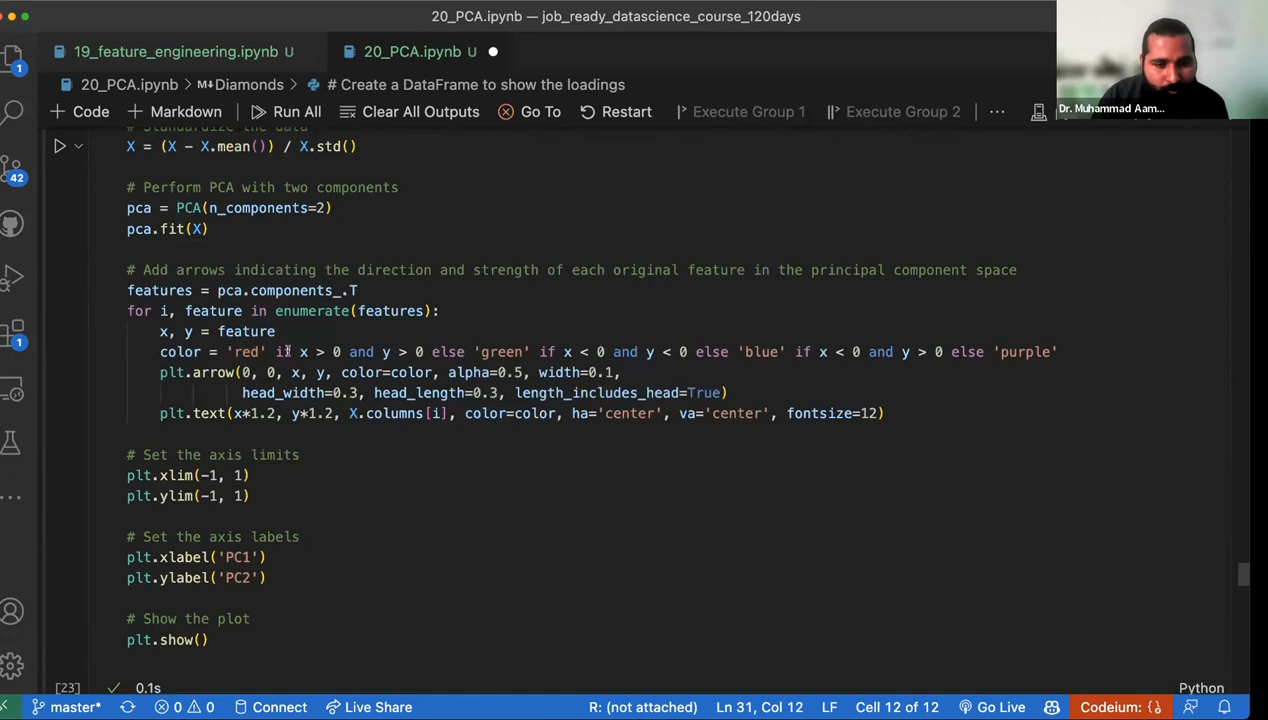 20_PCA.ipynb — job_ready_datascience_course_120days
19_feature_engineering.ipynb U
20_PCA.ipynb U
20_PCA.ipynb > M↓Diamonds > # Create a DataFrame to show the loadings
Code Markdown Run All Clear All Outputs Go To Restart Execute Group 1 Execute Group 2 ...
Dr. Muhammad Aam...
1
42
1
# Standardize the data
X = (X - X.mean()) / X.std()
# Perform PCA with two components
pca = PCA(n_components=2)
pca.fit(X)
# Add arrows indicating the direction and strength of each original feature in the principal component space
features = pca.components_.T
for i, feature in enumerate(features):
x, y = feature
color = 'red' if x > 0 and y > 0 else 'green' if x < 0 and y < 0 else 'blue' if x < 0 and y > 0 else 'purple'
plt.arrow(0, 0, x, y, color=color, alpha=0.5, width=0.1,
head_width=0.3, head_length=0.3, length_includes_head=True)
plt.text(x*1.2, y*1.2, X.columns[i], color=color, ha='center', va='center', fontsize=12)
# Set the axis limits
plt.xlim(-1, 1)
plt.ylim(-1, 1)
# Set the axis labels
plt.xlabel('PC1')
plt.ylabel('PC2')
# Show the plot
plt.show()
[23] ✓ 0.1s
Python
master* 0 0 Connect Live Share R: (not attached) Ln 31, Col 12 LF Cell 12 of 12 Go Live Codeium: {}